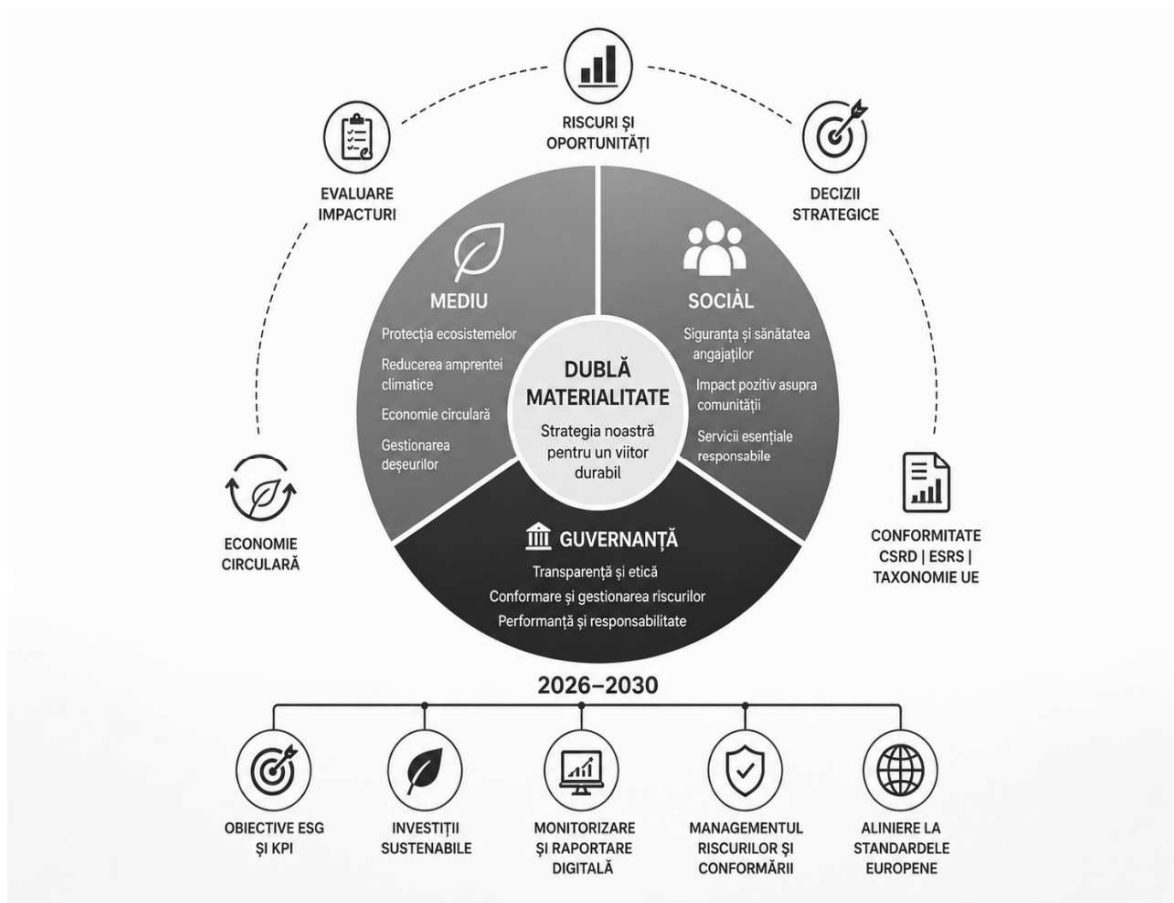 RISCURI ȘI
OPORTUNITĂȚI
EVALUARE
IMPACTURI
DECIZII
STRATEGICE
MEDIU
Protecția ecosistemelor
Reducerea amprentei
climatice
Economie circulară
Gestionarea
deșeurilor
SOCIÀL
Siguranța și sănătatea
angajaților
Impact pozitiv asupra
comunității
Servicii esențiale
responsabile
DUBLĂ
MATERIALITATE
Strategia noastră
pentru un viitor
durabil
GUVERNANȚĂ
Transparență și etică
Conformare și gestionarea riscurilor
Performanță și responsabilitate
ECONOMIE
CIRCULARĂ
CONFORMITATE
CSRD | ESRS |
TAXONOMIE UE
2026–2030
OBIECTIVE ESG
ȘI KPI
INVESTIȚII
SUSTENABILE
MONITORIZARE
ȘI RAPORTARE
DIGITALĂ
MANAGEMENTUL
RISCURILOR ȘI
CONFORMĂRII
ALINIERE LA
STANDARDELE
EUROPENE